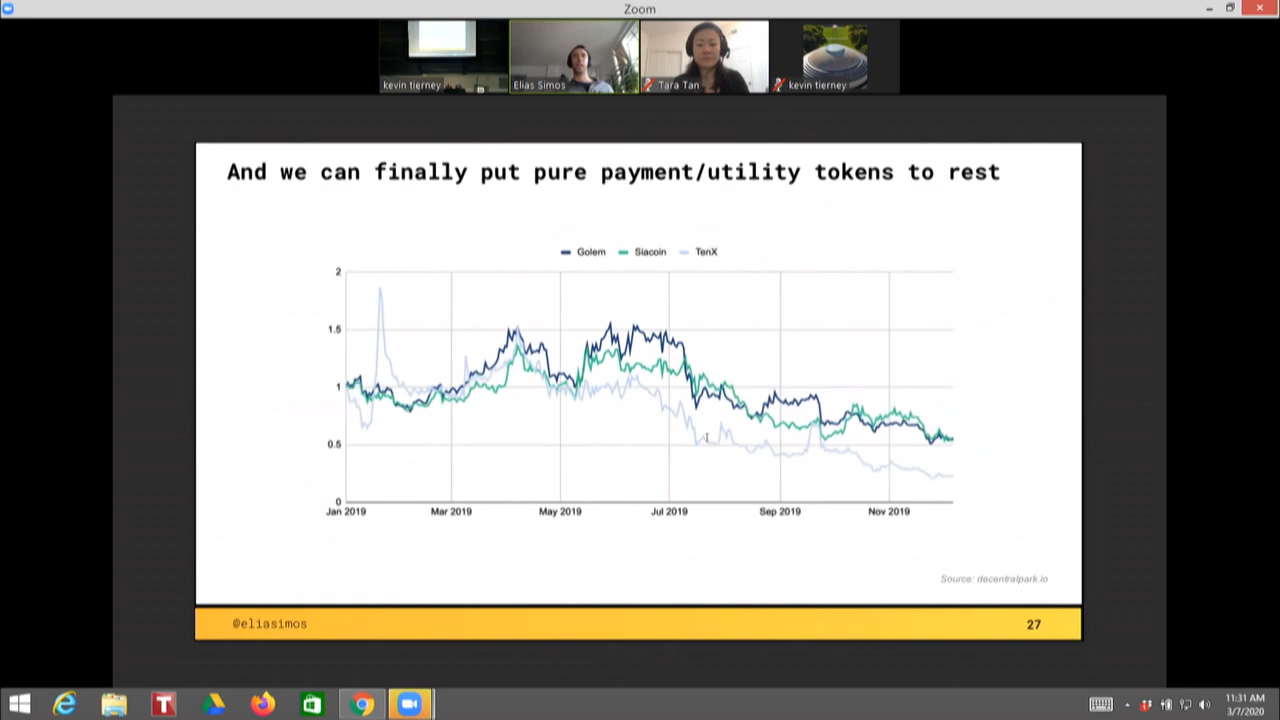 Zoom
kevin tierney
Elias Simos
Tara Tan
kevin tierney
And we can finally put pure payment/utility tokens to rest
Golem Siacoin TenX
2
1.5
1
0.5
0
Jan 2019 Mar 2019 May 2019 Jul 2019 Sep 2019 Nov 2019
Source: decentralpark.io
@eliasimos
27
11:31 AM
3/7/2020